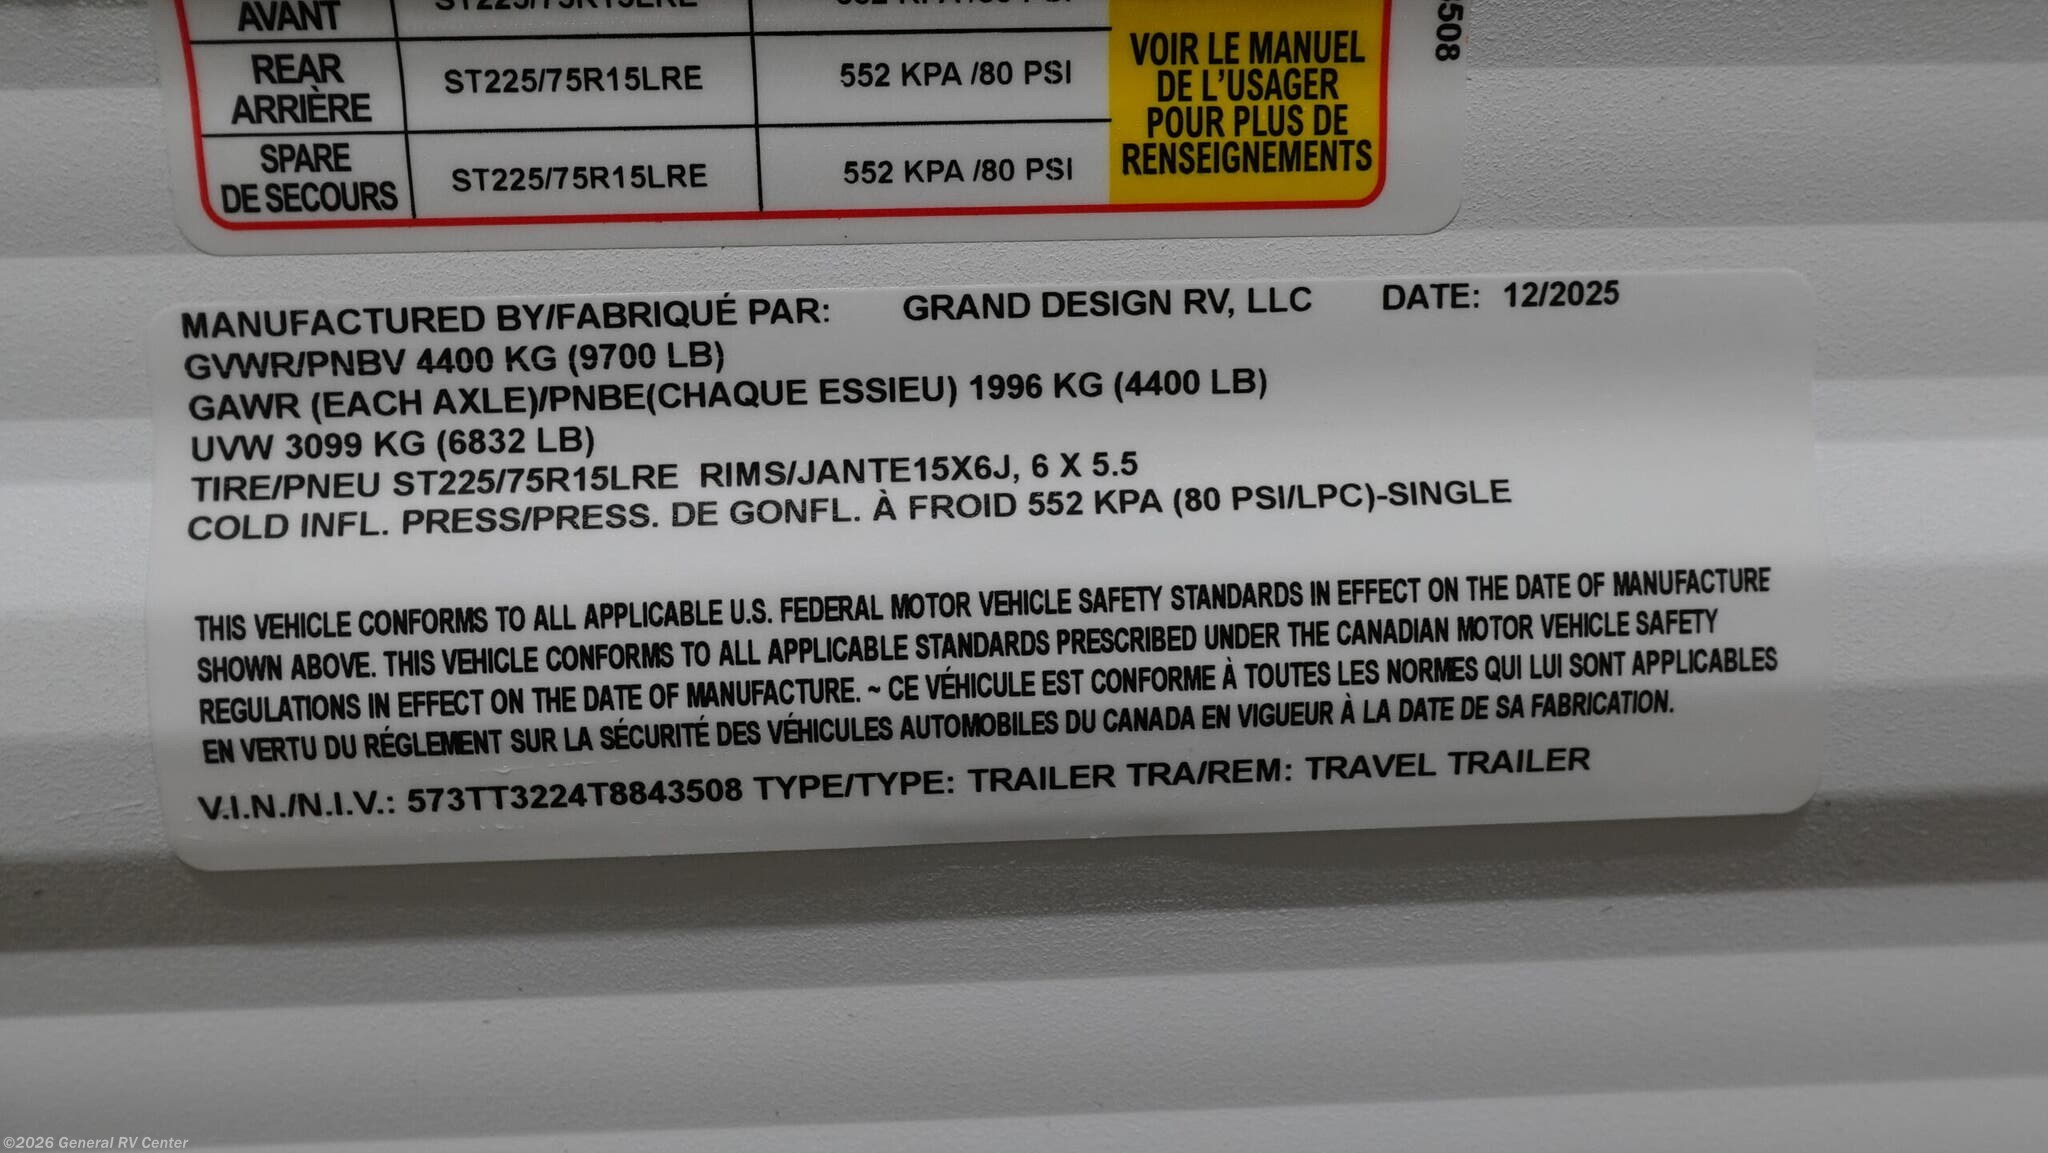 AVANT ST225/75R15LRE 552 KPA /80 PSI
REAR
ARRIÈRE
ST225/75R15LRE 552 KPA /80 PSI
SPARE
DE SECOURS
ST225/75R15LRE 552 KPA /80 PSI
VOIR LE MANUEL
DE L'USAGER
POUR PLUS DE
RENSEIGNEMENTS
3508
MANUFACTURED BY/FABRIQUÉ PAR: GRAND DESIGN RV, LLC DATE: 12/2025
GVWR/PNBV 4400 KG (9700 LB)
GAWR (EACH AXLE)/PNBE(CHAQUE ESSIEU) 1996 KG (4400 LB)
UVW 3099 KG (6832 LB)
TIRE/PNEU ST225/75R15LRE RIMS/JANTE15X6J, 6 X 5.5
COLD INFL. PRESS/PRESS. DE GONFL. À FROID 552 KPA (80 PSI/LPC)-SINGLE
THIS VEHICLE CONFORMS TO ALL APPLICABLE U.S. FEDERAL MOTOR VEHICLE SAFETY STANDARDS IN EFFECT ON THE DATE OF MANUFACTURE
SHOWN ABOVE. THIS VEHICLE CONFORMS TO ALL APPLICABLE STANDARDS PRESCRIBED UNDER THE CANADIAN MOTOR VEHICLE SAFETY
REGULATIONS IN EFFECT ON THE DATE OF MANUFACTURE. ~ CE VÉHICULE EST CONFORME À TOUTES LES NORMES QUI LUI SONT APPLICABLES
EN VERTU DU RÉGLEMENT SUR LA SÉCURITÉ DES VÉHICULES AUTOMOBILES DU CANADA EN VIGUEUR À LA DATE DE SA FABRICATION.
V.I.N./N.I.V.: 573TT3224T8843508 TYPE/TYPE: TRAILER TRA/REM: TRAVEL TRAILER
©2026 General RV Center